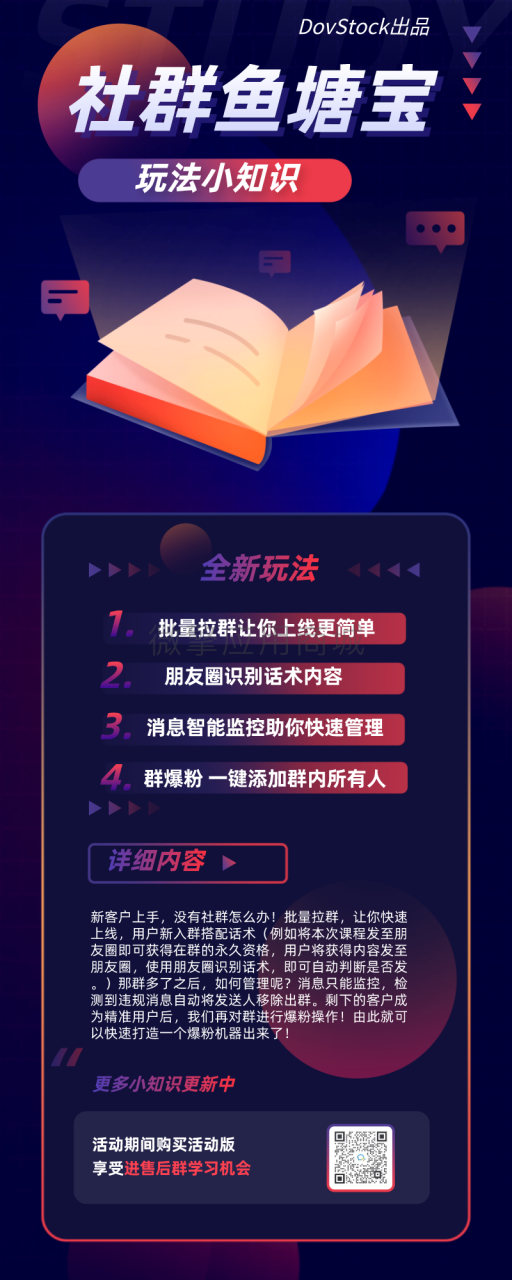 STUDY
DovStock出品
社群鱼塘宝
玩法小知识
全新玩法
1. 批量拉群让你上线更简单
微擎应用商城
2. 朋友圈识别话术内容
3. 消息智能监控助你快速管理
4. 群爆粉 一键添加群内所有人
详细内容
新客户上手，没有社群怎么办！批量拉群，让你快速
上线，用户新入群搭配话术（例如将本次课程发至朋
友圈即可获得在群的永久资格，用户将获得内容发至
朋友圈，使用朋友圈识别话术，即可自动判断是否发
。）那群多了之后，如何管理呢？消息只能监控，检
测到违规消息自动将发送人移除出群。剩下的客户成
为精准用户后，我们再对群进行爆粉操作！由此就可
以快速打造一个爆粉机器出来了！
更多小知识更新中
活动期间购买活动版
享受进售后群学习机会